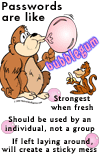 Passwords
are like
bubblegum
Strongest
when fresh
Should be used by an
individual, not a group
If left laying around,
will create a sticky mess